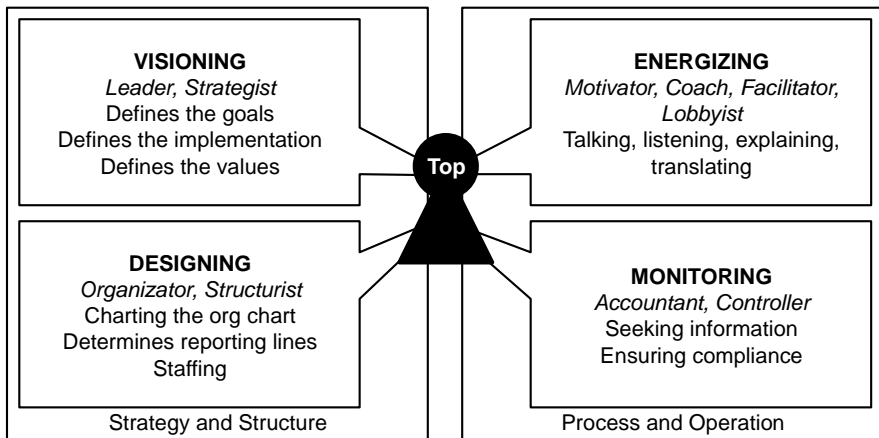 VISIONING
Leader, Strategist
Defines the goals
Defines the implementation
Defines the values
ENERGIZING
Motivator, Coach, Facilitator,
Lobbyist
Talking, listening, explaining,
translating
Top
DESIGNING
Organizator, Structurist
Charting the org chart
Determines reporting lines
Staffing
MONITORING
Accountant, Controller
Seeking information
Ensuring compliance
Strategy and Structure
Process and Operation